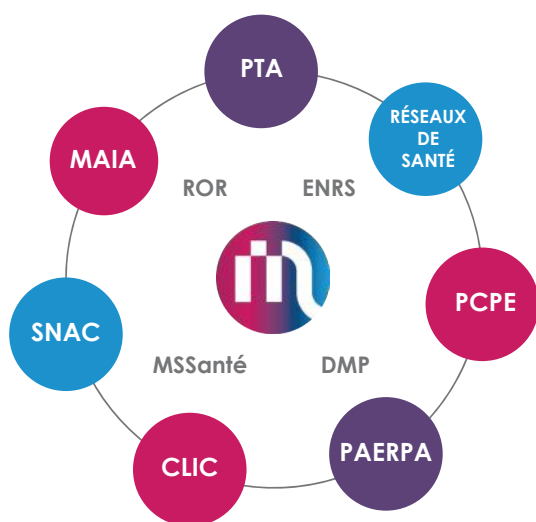 PTA
RÉSEAUX
DE
SANTÉ
MAIA
ROR
ENRS
PCPE
SNAC
MSSanté
DMP
PAERPA
CLIC